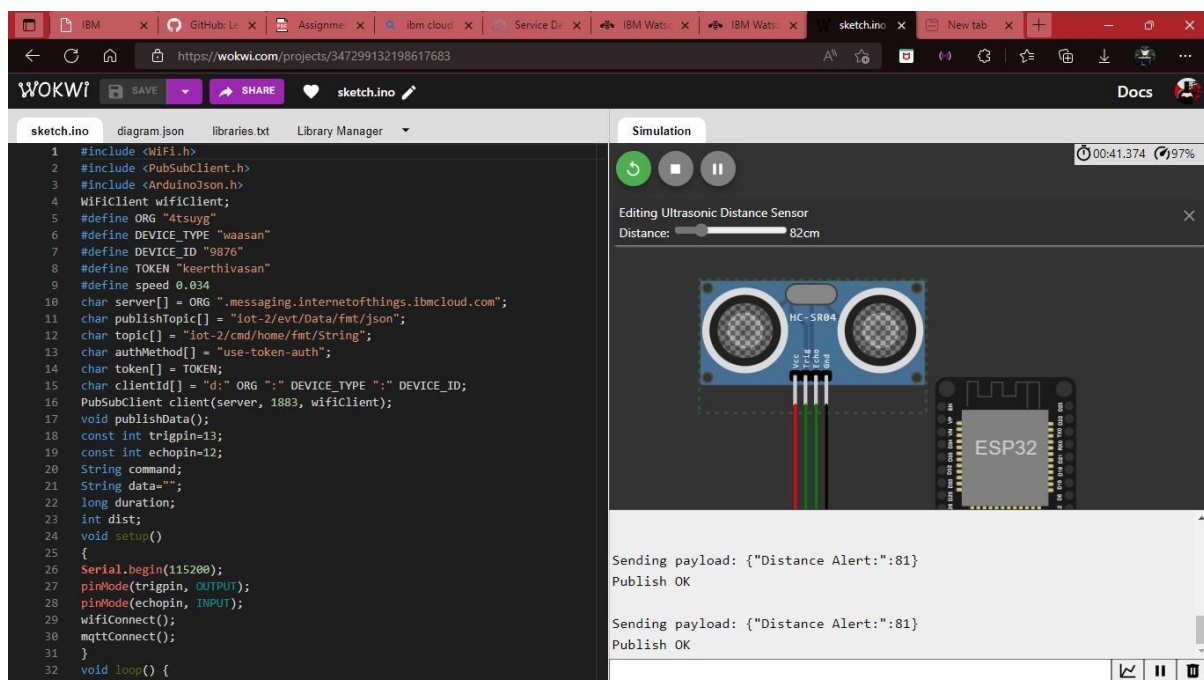 IBM
GitHub: Le
Assignme
ibm cloud
Service De
IBM Wats
IBM Wats
sketch.ino
New tab
https://wokwi.com/projects/347299132198617683
WOKWI
SAVE
SHARE
sketch.ino
Docs
sketch.ino
diagram.json
libraries.txt
Library Manager
1 #include <WiFi.h>
2 #include <PubSubClient.h>
3 #include <ArduinoJson.h>
4 WiFiClient wifiClient;
5 #define ORG "4tsuyg"
6 #define DEVICE_TYPE "waasan"
7 #define DEVICE_ID "9876"
8 #define TOKEN "keerthivasan"
9 #define speed 0.034
10 char server[] = ORG ".messaging.internetofthings.ibmcloud.com";
11 char publishTopic[] = "iot-2/evt/Data/fmt/json";
12 char topic[] = "iot-2/cmd/home/fmt/String";
13 char authMethod[] = "use-token-auth";
14 char token[] = TOKEN;
15 char clientId[] = "d:" ORG ":" DEVICE_TYPE ":" DEVICE_ID;
16 PubSubClient client(server, 1883, wifiClient);
17 void publishData();
18 const int trigpin=13;
19 const int echopin=12;
20 String command;
21 String data="";
22 long duration;
23 int dist;
24 void setup()
25 {
26 Serial.begin(115200);
27 pinMode(trigpin, OUTPUT);
28 pinMode(echopin, INPUT);
29 wifiConnect();
30 mqttConnect();
31 }
32 void loop() {
Simulation
00:41.374 97%
Editing Ultrasonic Distance Sensor
Distance: 82cm
HC-SR04
Vcc
Trig
Echo
Gnd
ESP32
Sending payload: {"Distance Alert:":81}
Publish OK
Sending payload: {"Distance Alert:":81}
Publish OK